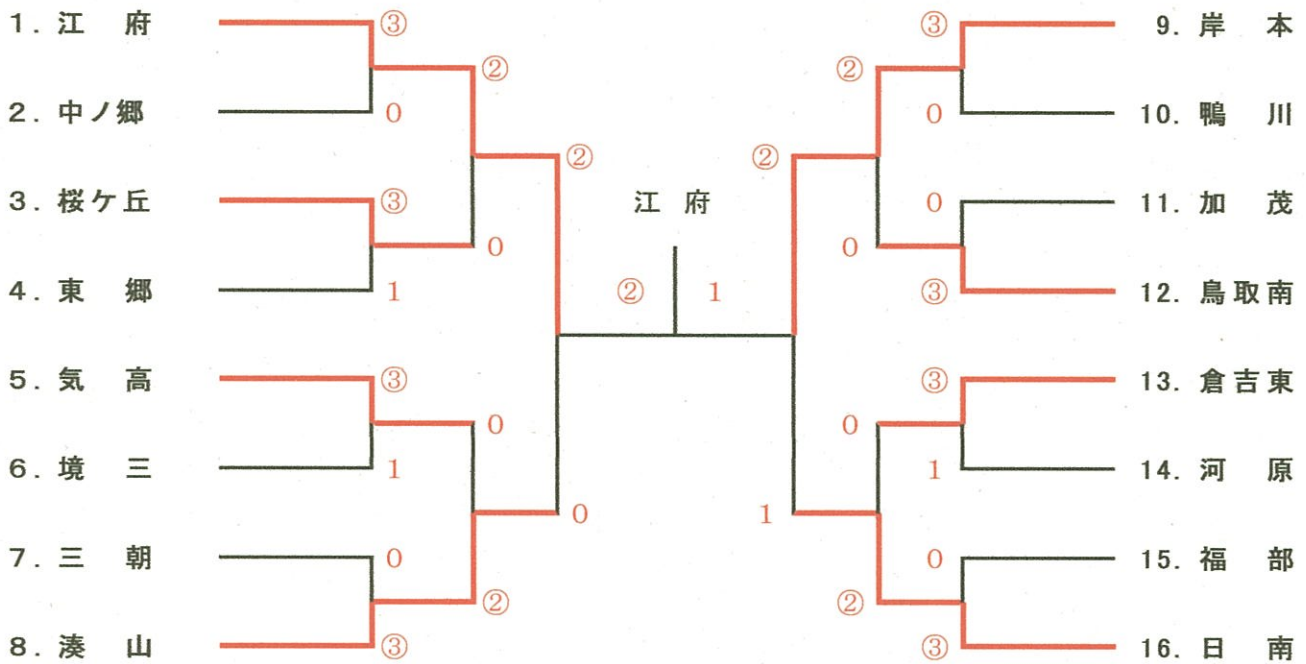 1. 江府 ③ ③ 9. 岸本
② ②
2. 中ノ郷 0 0 10. 鴨川
② ②
3. 桜ケ丘 ③ 江府 0 11. 加茂
0 0
4. 東郷 1 ② 1 ③ 12. 鳥取南
5. 気高 ③ ③ 13. 倉吉東
0 0
6. 境三 1 1 14. 河原
0 1
7. 三朝 0 0 15. 福部
② ②
8. 湊山 ③ ③ 16. 日南